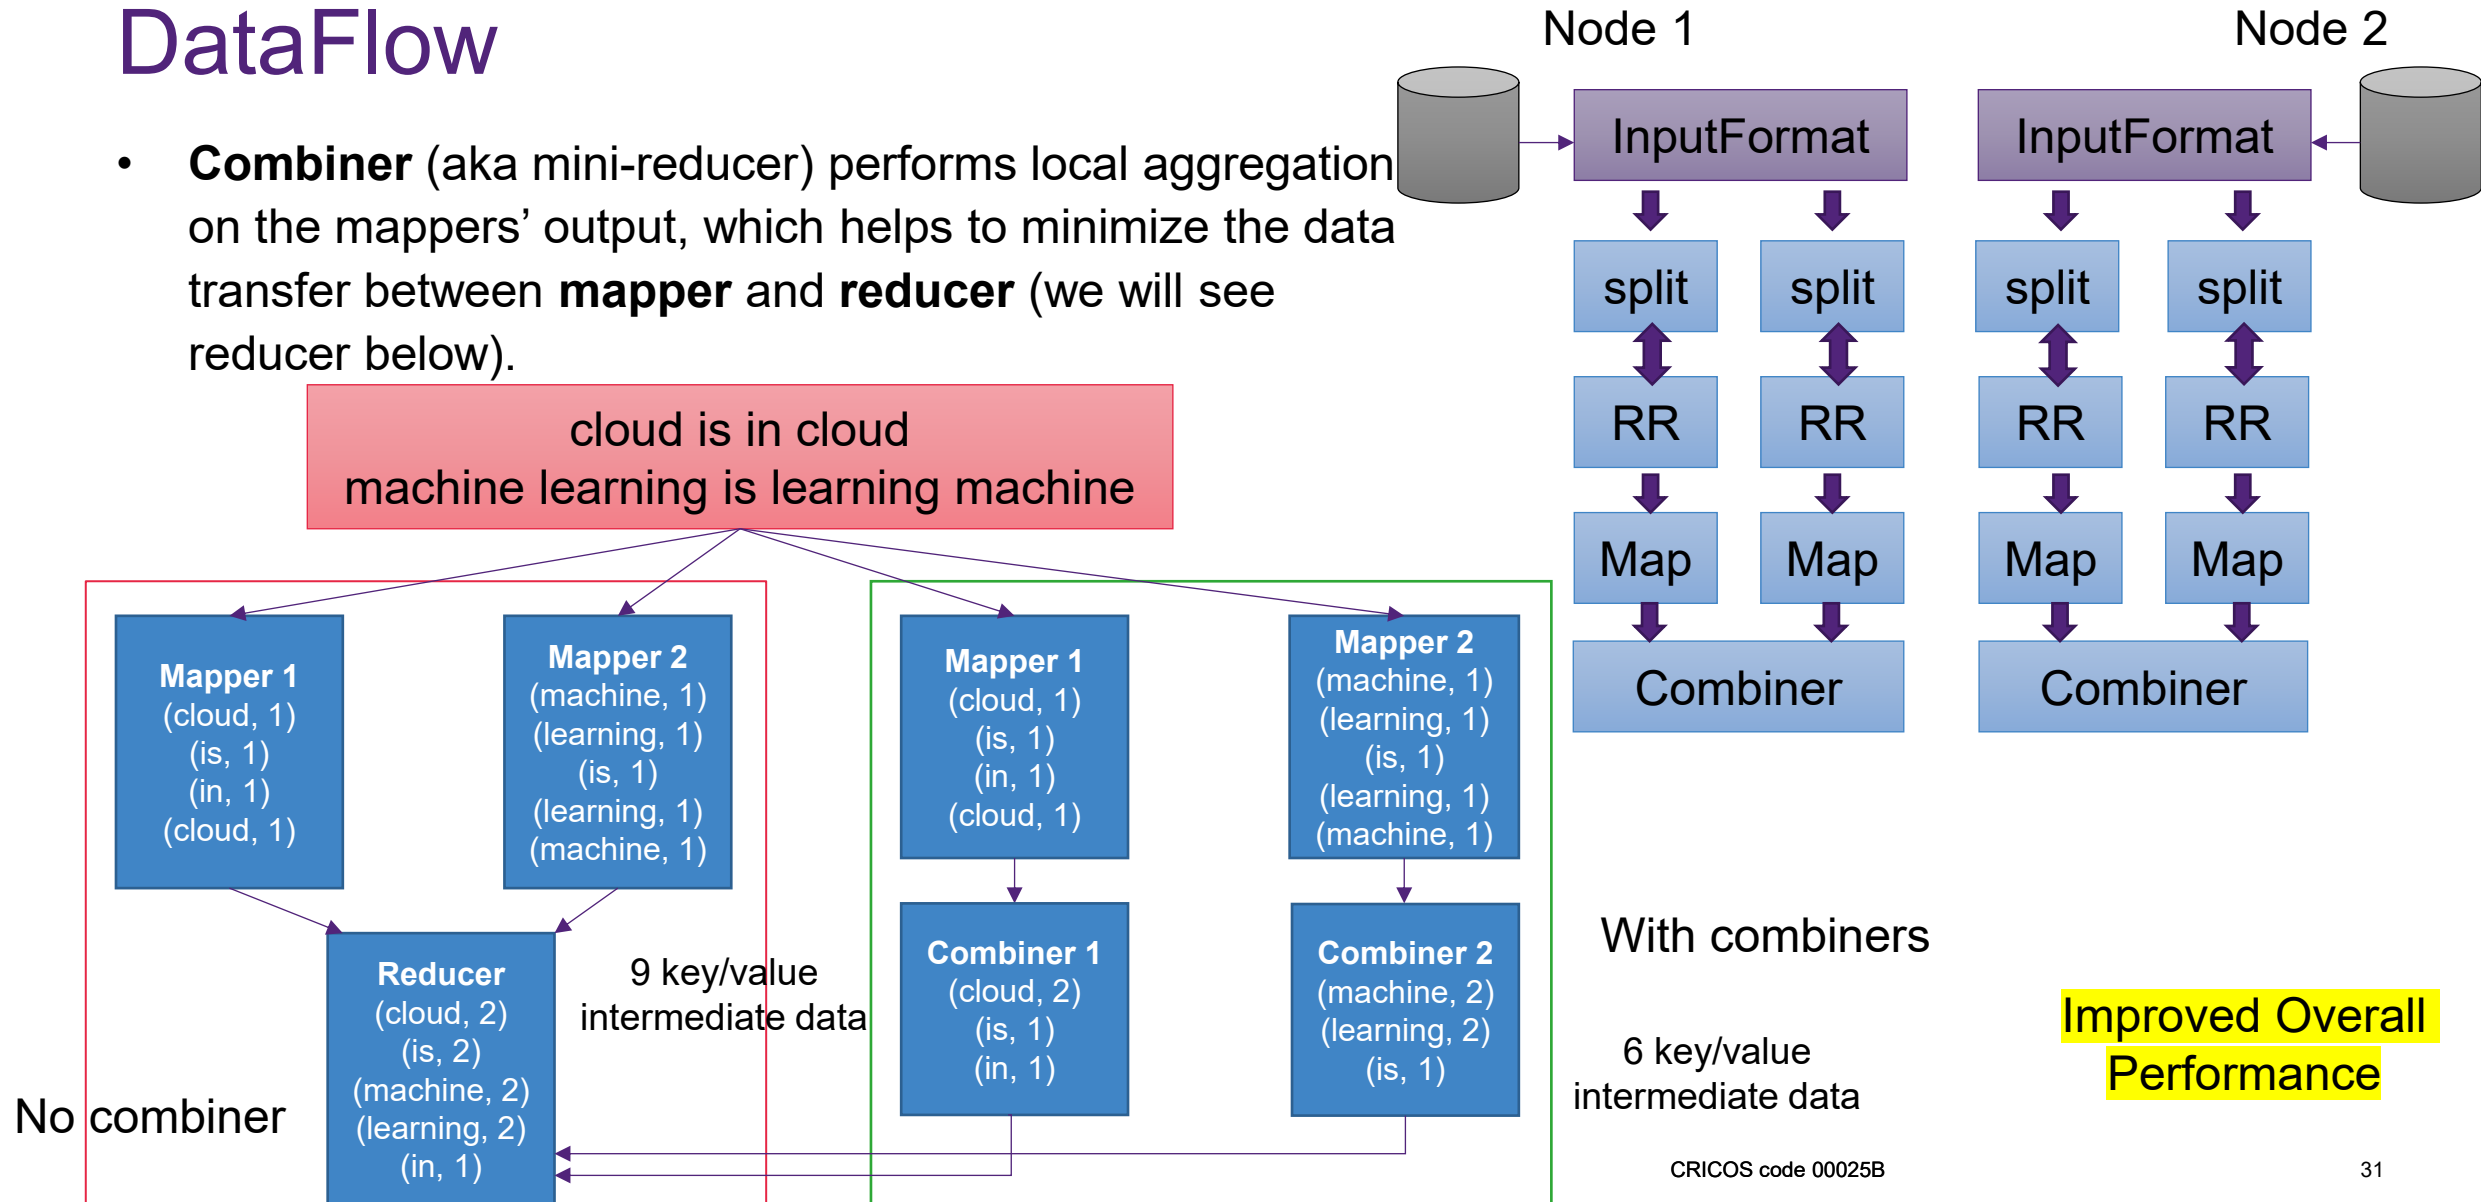 DataFlow
• Combiner (aka mini-reducer) performs local aggregation
on the mappers’ output, which helps to minimize the data
transfer between mapper and reducer (we will see
reducer below).
cloud is in cloud
machine learning is learning machine
Mapper 1
(cloud, 1)
(is, 1)
(in, 1)
(cloud, 1)
Mapper 2
(machine, 1)
(learning, 1)
(is, 1)
(learning, 1)
(machine, 1)
Reducer
(cloud, 2)
(is, 2)
(machine, 2)
(learning, 2)
(in, 1)
9 key/value
intermediate data
No combiner
Mapper 1
(cloud, 1)
(is, 1)
(in, 1)
(cloud, 1)
Mapper 2
(machine, 1)
(learning, 1)
(is, 1)
(learning, 1)
(machine, 1)
Combiner 1
(cloud, 2)
(is, 1)
(in, 1)
Combiner 2
(machine, 2)
(learning, 2)
(is, 1)
With combiners
6 key/value
intermediate data
Improved Overall
Performance
Node 1
Node 2
InputFormat
InputFormat
split
split
split
split
RR
RR
RR
RR
Map
Map
Map
Map
Combiner
Combiner
CRICOS code 00025B
31